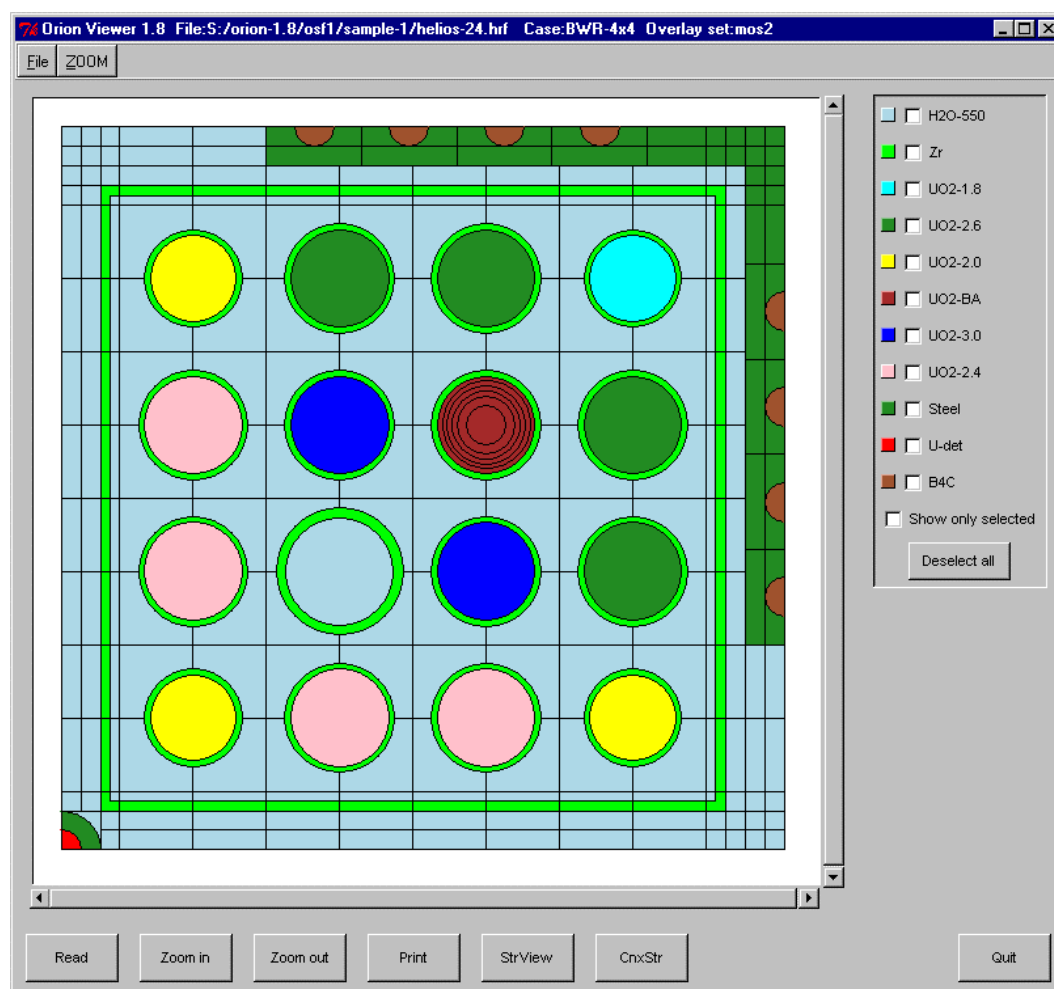 Orion Viewer 1.8 File:S:/orion-1.8/osf1/sample-1/helios-24.hrf Case:BWR-4x4 Overlay set:mos2
File ZOOM
H2O-550
Zr
UO2-1.8
UO2-2.6
UO2-2.0
UO2-BA
UO2-3.0
UO2-2.4
Steel
U-det
B4C
Show only selected
Deselect all
Read Zoom in Zoom out Print StrView CnxStr Quit